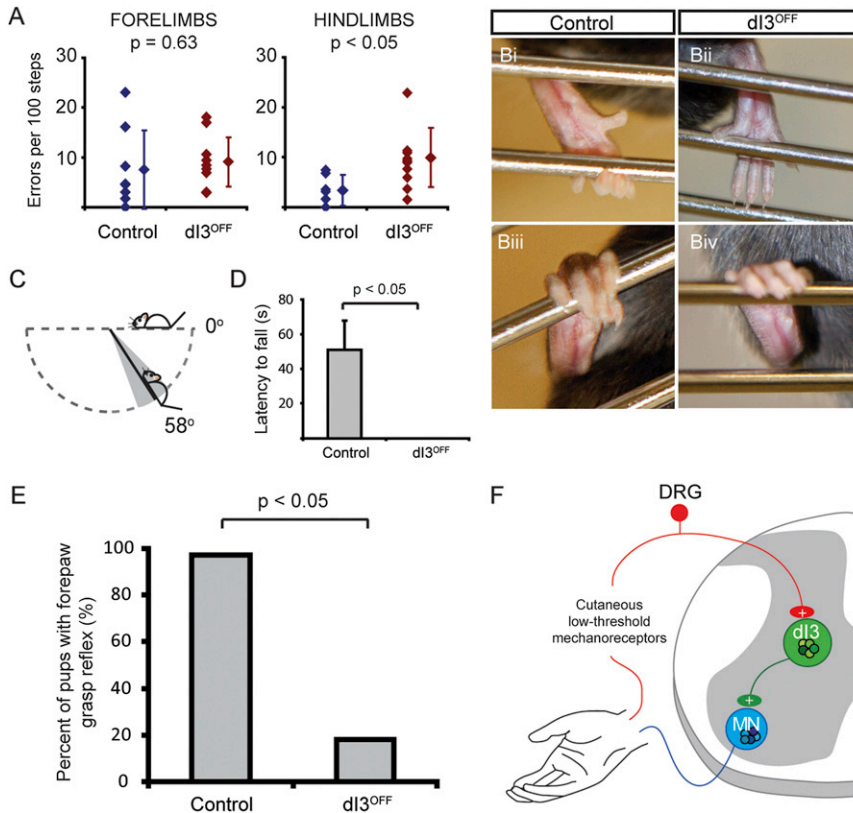 A
FORELIMBS
p = 0.63
HINDLIMBS
p < 0.05
Errors per 100 steps
30
20
10
Control
dI3OFF
30
20
10
Control
dI3OFF
Control
dI3OFF
Bi
Bii
Biii
Biv
C
0o
58o
D
p < 0.05
Latency to fall (s)
80
60
40
20
Control
dI3OFF
E
p < 0.05
Percent of pups with forepaw
grasp reflex (%)
100
80
60
40
20
0
Control
dI3OFF
F
DRG
Cutaneous
low-threshold
mechanoreceptors
+
dI3
+
MN